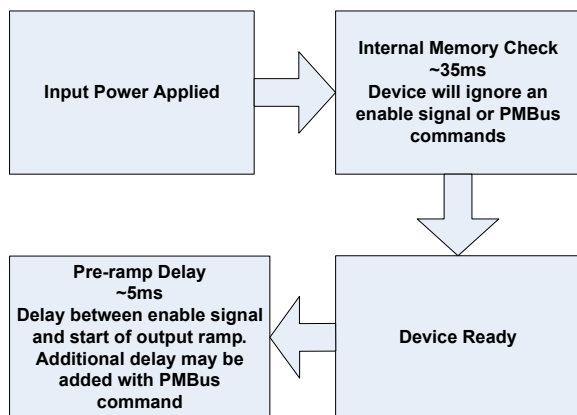 Input Power Applied
Internal Memory Check
~35ms
Device will ignore an
enable signal or PMBus
commands
Device Ready
Pre-ramp Delay
~5ms
Delay between enable signal
and start of output ramp.
Additional delay may be
added with PMBus
command